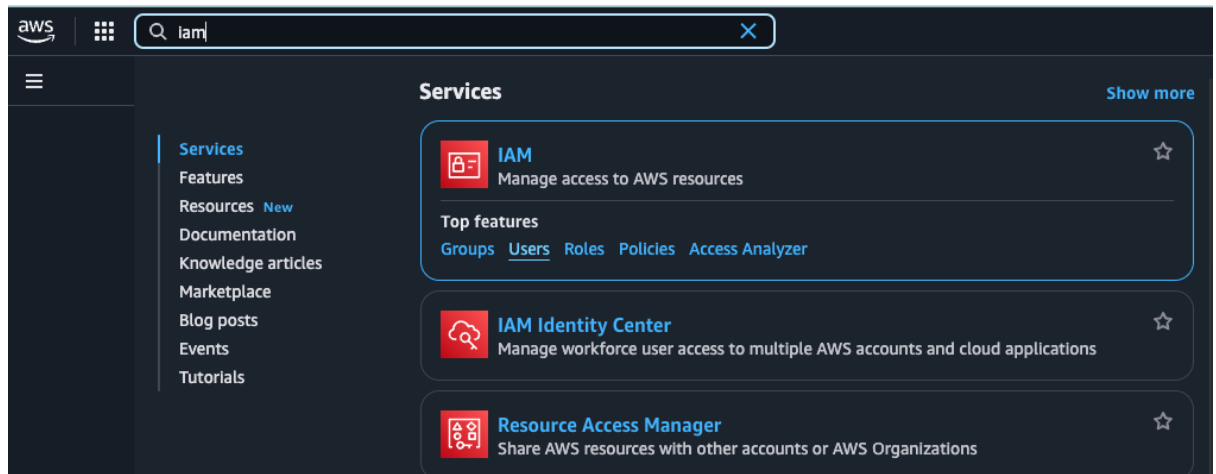 aws
iam
Services
Show more
Services
Features
Resources New
Documentation
Knowledge articles
Marketplace
Blog posts
Events
Tutorials
IAM
Manage access to AWS resources
Top features
Groups Users Roles Policies Access Analyzer
IAM Identity Center
Manage workforce user access to multiple AWS accounts and cloud applications
Resource Access Manager
Share AWS resources with other accounts or AWS Organizations